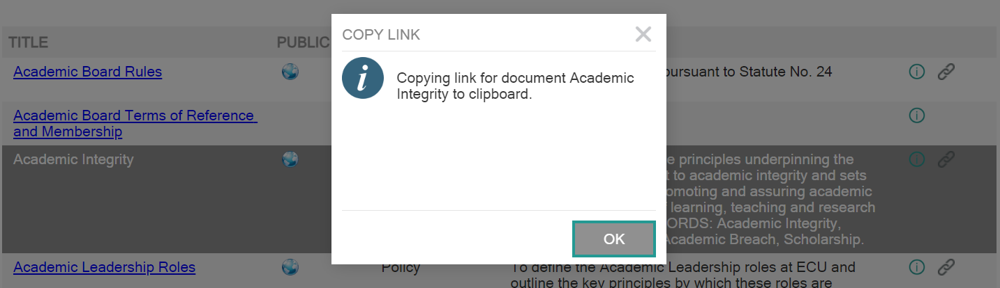 COPY LINK
Copying link for document Academic
Integrity to clipboard.
OK
TITLE
PUBLIC
Academic Board Rules
pursuant to Statute No. 24
Academic Board Terms of Reference
and Membership
Academic Integrity
principles underpinning the
to academic integrity and sets
and assuring academic
learning, teaching and research
Academic Integrity,
Academic Breach, Scholarship.
Academic Leadership Roles
Policy
To define the Academic Leadership roles at ECU and
outline the key principles by which these roles are